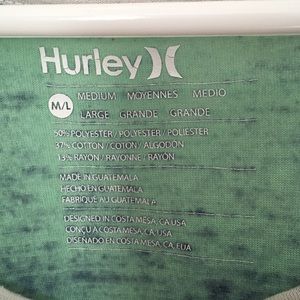 Hurley
M/L
MEDIUM MOYENNES MEDIO
LARGE GRANDE GRANDE
50% POLYESTER / POLYESTER / POLIESTER
37% COTTON / COTON / ALGODÓN
13% RAYON / RAYONNE / RAYON
MADE IN GUATEMALA
HECHO EN GUATEMALA
FABRIQUÉ AU GUATEMALA
DESIGNED IN COSTA MESA, CA, USA
CONÇU A COSTA MESA, CA, USA
DISEÑADO EN COSTA MESA, CA, EUA